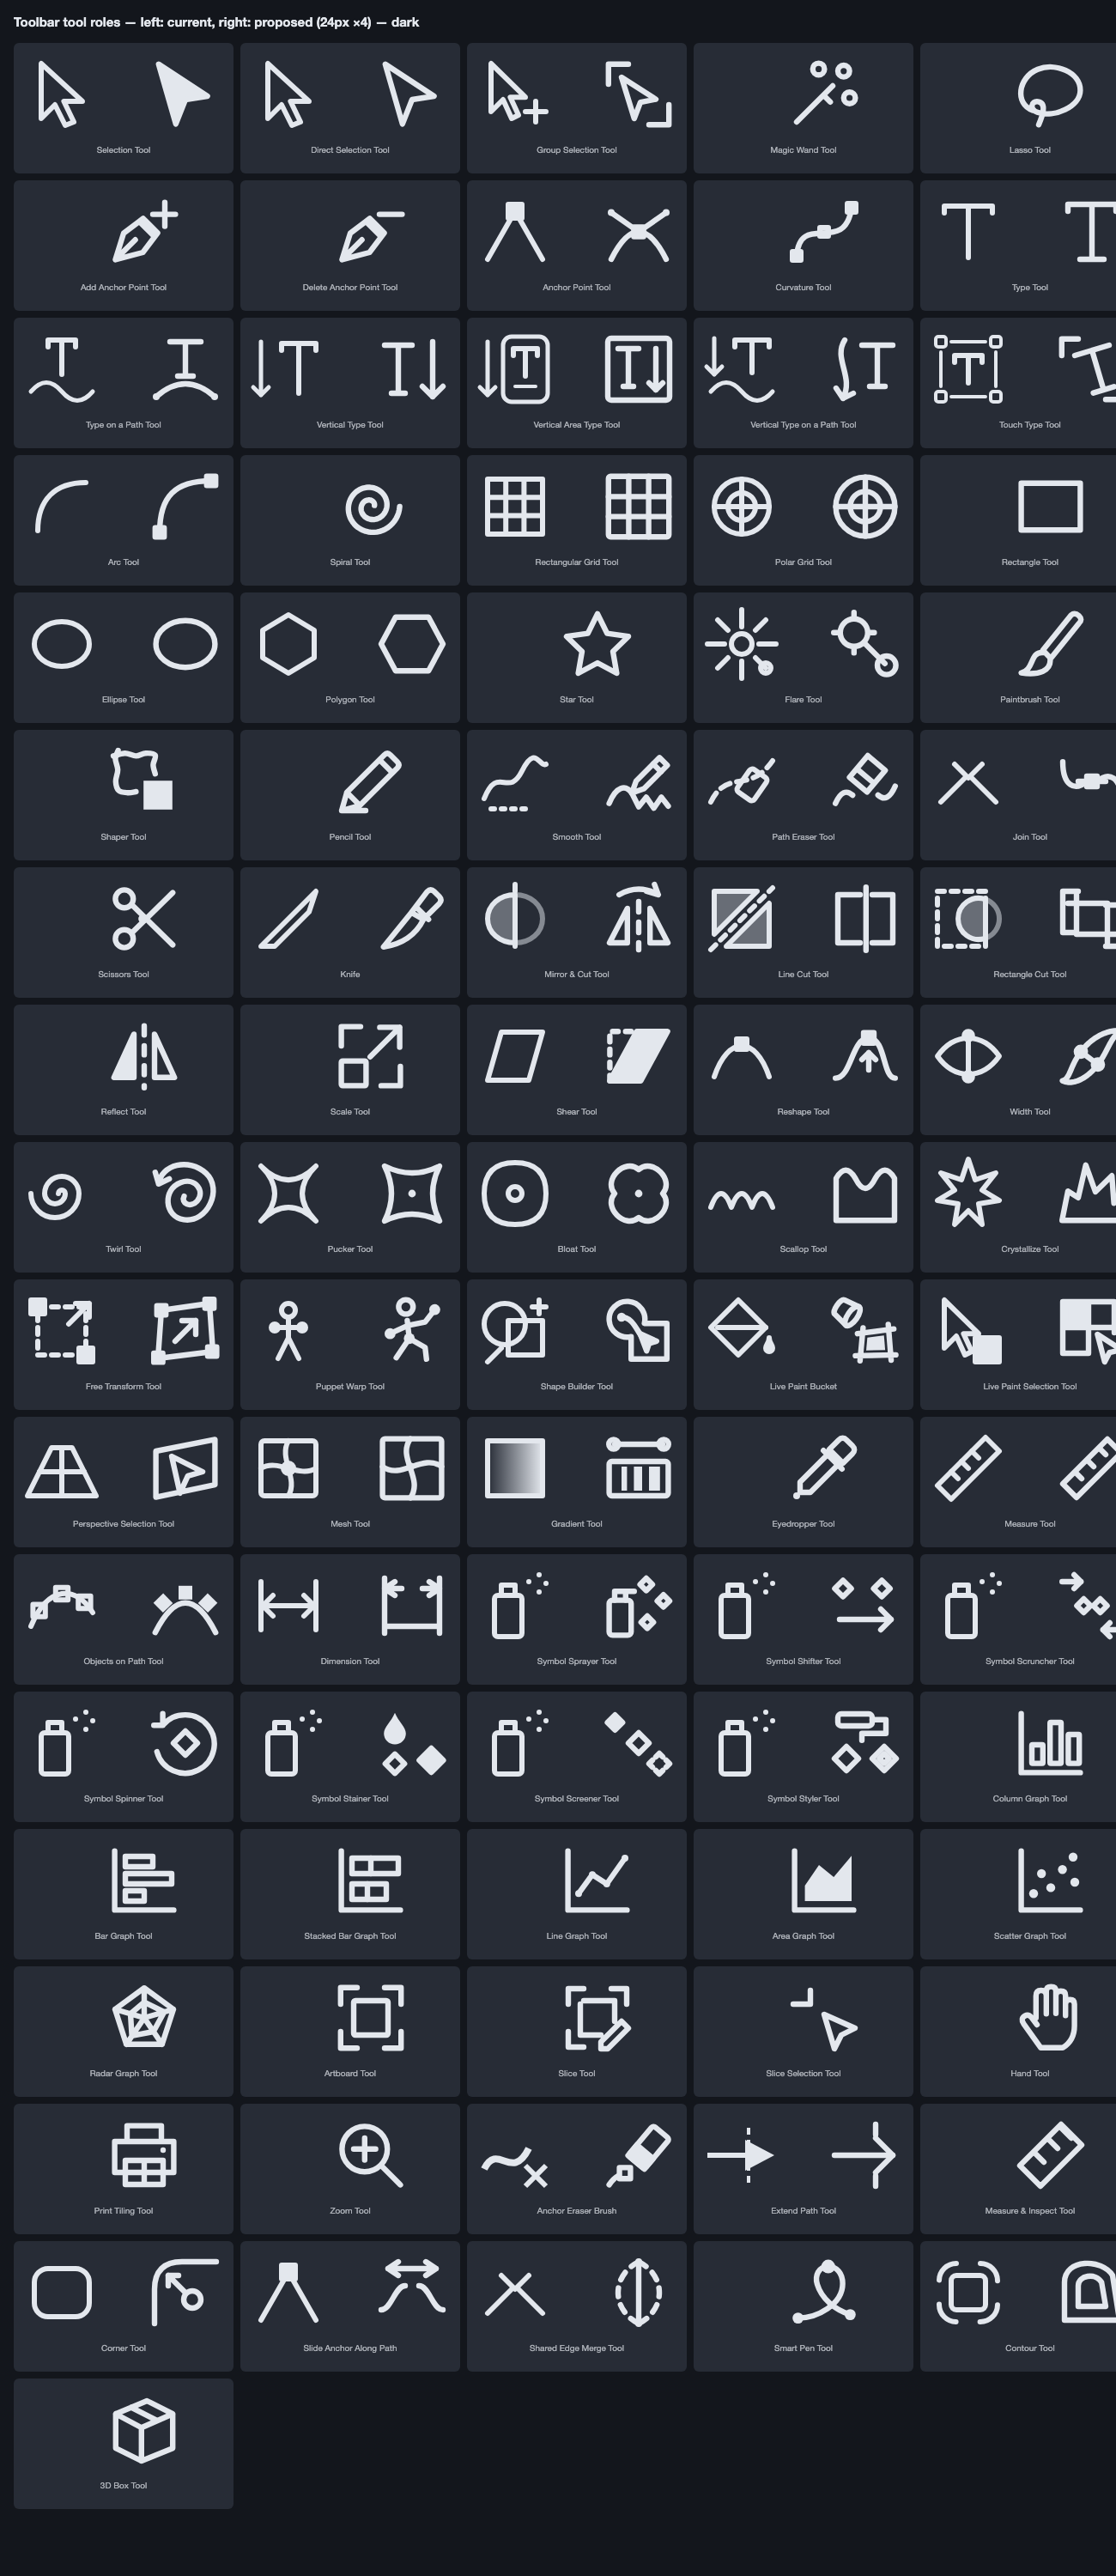 Toolbar tool roles — left: current, right: proposed (24px ×4) — dark
Selection Tool
Direct Selection Tool
Group Selection Tool
Magic Wand Tool
Lasso Tool
Add Anchor Point Tool
Delete Anchor Point Tool
Anchor Point Tool
Curvature Tool
Type Tool
Type on a Path Tool
Vertical Type Tool
Vertical Area Type Tool
Vertical Type on a Path Tool
Touch Type Tool
Arc Tool
Spiral Tool
Rectangular Grid Tool
Polar Grid Tool
Rectangle Tool
Ellipse Tool
Polygon Tool
Star Tool
Flare Tool
Paintbrush Tool
Shaper Tool
Pencil Tool
Smooth Tool
Path Eraser Tool
Join Tool
Scissors Tool
Knife
Mirror & Cut Tool
Line Cut Tool
Rectangle Cut Tool
Reflect Tool
Scale Tool
Shear Tool
Reshape Tool
Width Tool
Twirl Tool
Pucker Tool
Bloat Tool
Scallop Tool
Crystallize Tool
Free Transform Tool
Puppet Warp Tool
Shape Builder Tool
Live Paint Bucket
Live Paint Selection Tool
Perspective Selection Tool
Mesh Tool
Gradient Tool
Eyedropper Tool
Measure Tool
Objects on Path Tool
Dimension Tool
Symbol Sprayer Tool
Symbol Shifter Tool
Symbol Scruncher Tool
Symbol Spinner Tool
Symbol Stainer Tool
Symbol Screener Tool
Symbol Styler Tool
Column Graph Tool
Bar Graph Tool
Stacked Bar Graph Tool
Line Graph Tool
Area Graph Tool
Scatter Graph Tool
Radar Graph Tool
Artboard Tool
Slice Tool
Slice Selection Tool
Hand Tool
Print Tiling Tool
Zoom Tool
Anchor Eraser Brush
Extend Path Tool
Measure & Inspect Tool
Corner Tool
Slide Anchor Along Path
Shared Edge Merge Tool
Smart Pen Tool
Contour Tool
3D Box Tool